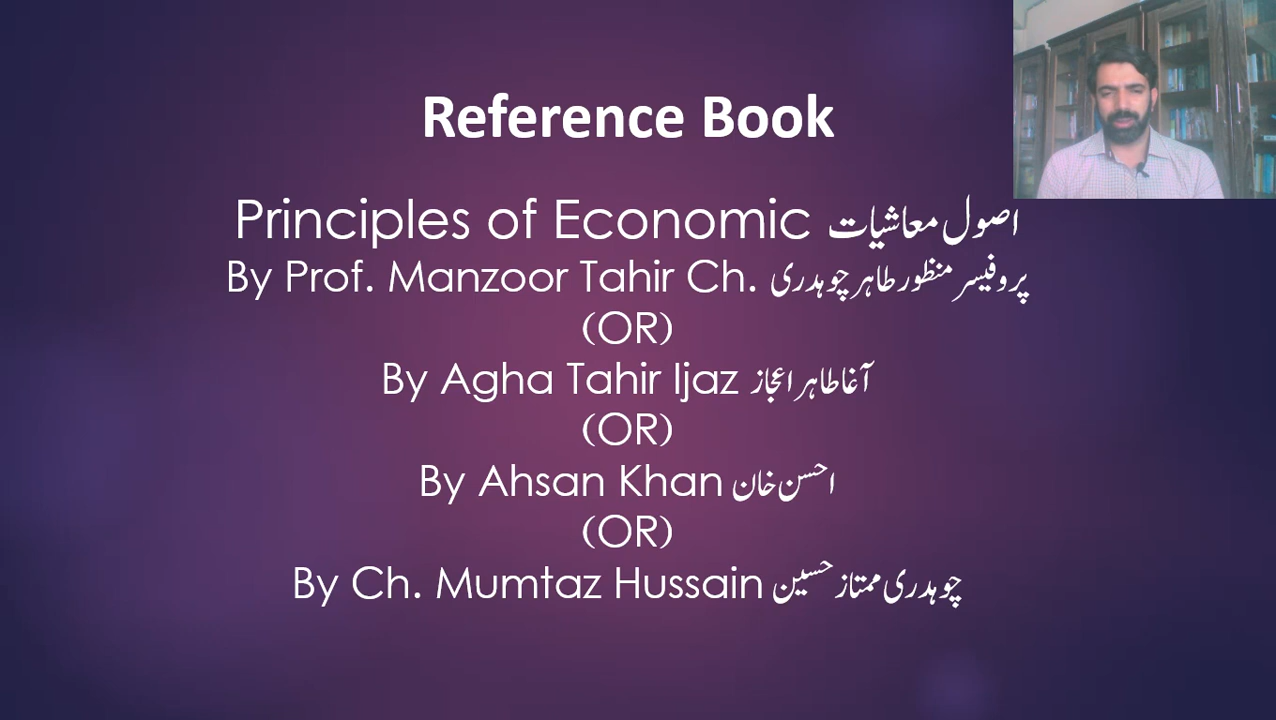 Reference Book
Principles of Economic اصول معاشیات
By Prof. Manzoor Tahir Ch. پروفیسر منظور طاہر چوہدری
(OR)
By Agha Tahir Ijaz آغا طاہر اعجاز
(OR)
By Ahsan Khan احسن خان
(OR)
By Ch. Mumtaz Hussain چوہدری ممتاز حسین